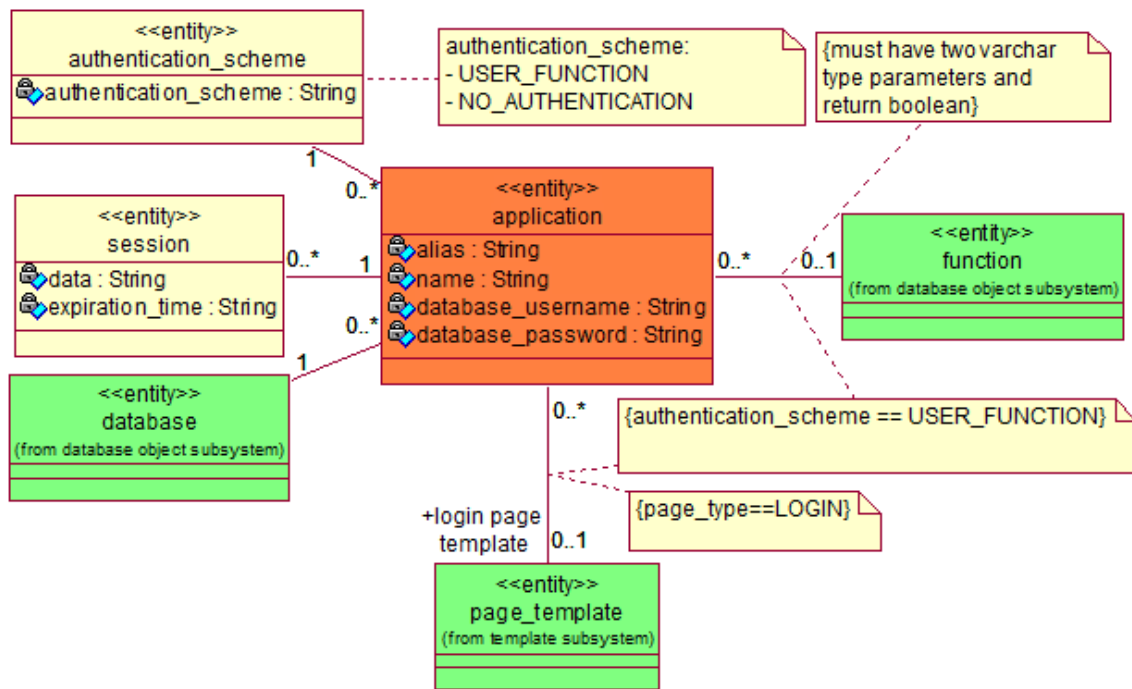 <<entity>>
authentication_scheme
authentication_scheme : String
authentication_scheme:
- USER_FUNCTION
- NO_AUTHENTICATION
{must have two varchar
type parameters and
return boolean}
1
0..*
<<entity>>
session
data : String
expiration_time : String
0..*
1
<<entity>>
application
alias : String
name : String
database_username : String
database_password : String
0..*
0..1
<<entity>>
function
(from database object subsystem)
0..*
1
<<entity>>
database
(from database object subsystem)
0..*
{authentication_scheme == USER_FUNCTION}
{page_type==LOGIN}
+login page
template
0..1
<<entity>>
page_template
(from template subsystem)